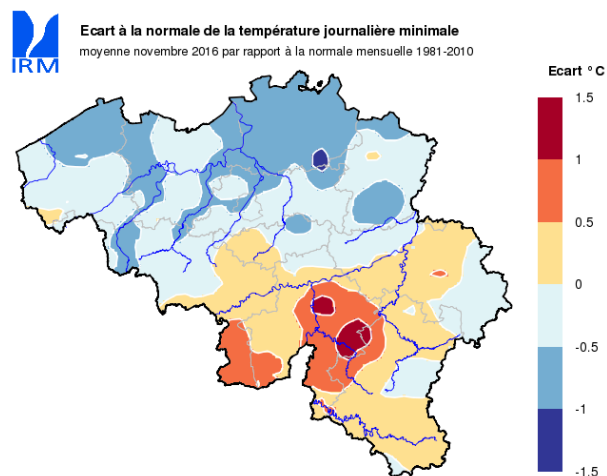 Ecart à la normale de la température journalière minimale
moyenne novembre 2016 par rapport à la normale mensuelle 1981-2010
IRM
Ecart °C
1.5
1
0.5
0
-0.5
-1
-1.5